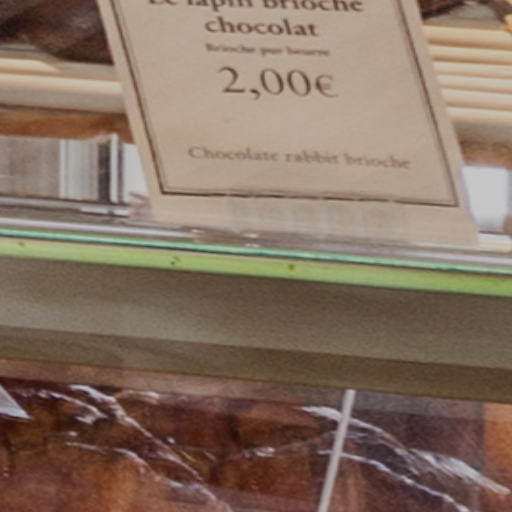 Le lapin brioche
chocolat
Brioche pur beurre
2,00€
Chocolate rabbit brioche